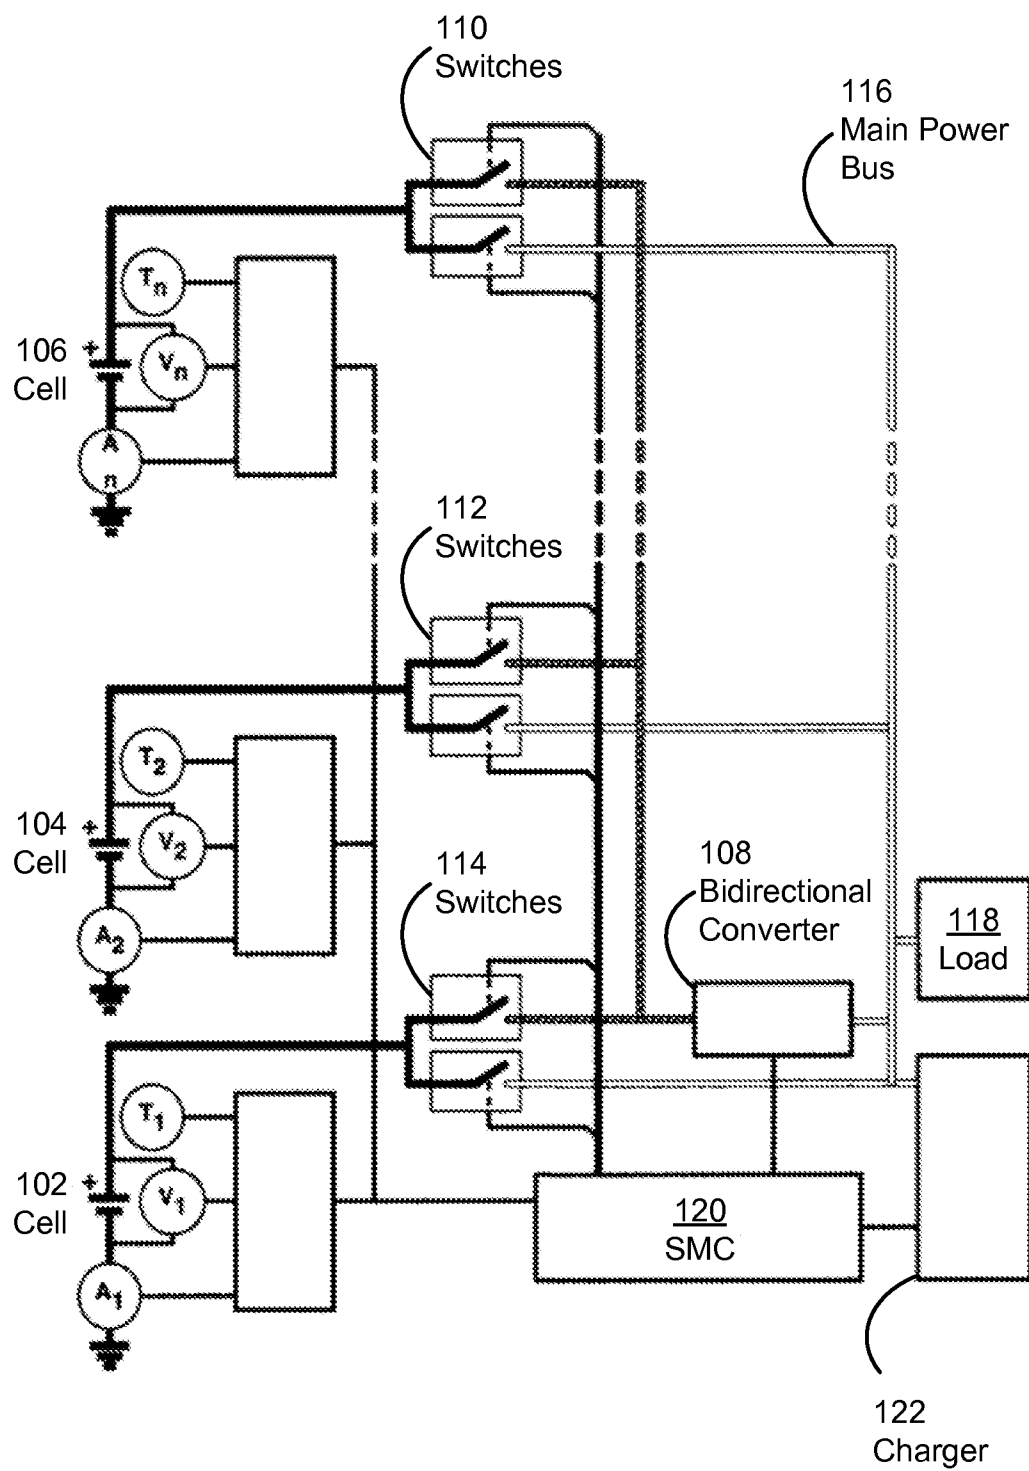 110
Switches
116
Main Power
Bus
Tn
106
Cell
+
Vn
A
n
112
Switches
T2
104
Cell
+
V2
A2
114
Switches
108
Bidirectional
Converter
118
Load
T1
102
Cell
+
V1
A1
120
SMC
122
Charger